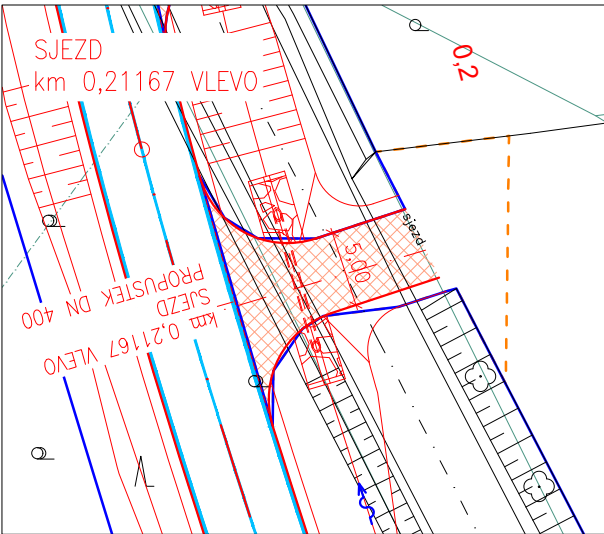 SJEZD
km 0,21167 VLEVO
0,2
sjezd
5,00
PROPUSTEK DN 400
SJEZD
km 0,21167 VLEVO